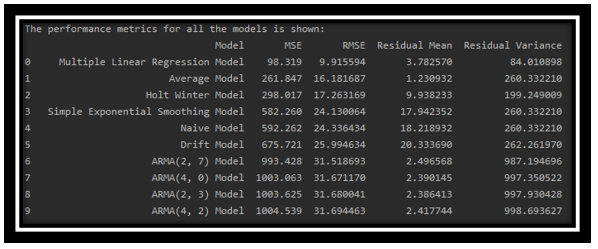 The performance metrics for all the models is shown:
Model MSE RMSE Residual Mean Residual Variance
0 Multiple Linear Regression Model 98.319 9.915594 3.782570 84.010898
1 Average Model 261.847 16.181687 1.230932 260.332210
2 Holt Winter Model 298.017 17.263169 9.938233 199.249009
3 Simple Exponential Smoothing Model 582.260 24.130064 17.942352 260.332210
4 Naive Model 592.262 24.336434 18.218932 260.332210
5 Drift Model 675.721 25.994634 20.333690 262.261970
6 ARMA(2, 7) Model 993.428 31.518693 2.496568 987.194696
7 ARMA(4, 0) Model 1003.063 31.671170 2.390145 997.350522
8 ARMA(2, 3) Model 1003.625 31.680041 2.386413 997.930428
9 ARMA(4, 2) Model 1004.539 31.694463 2.417744 998.693627